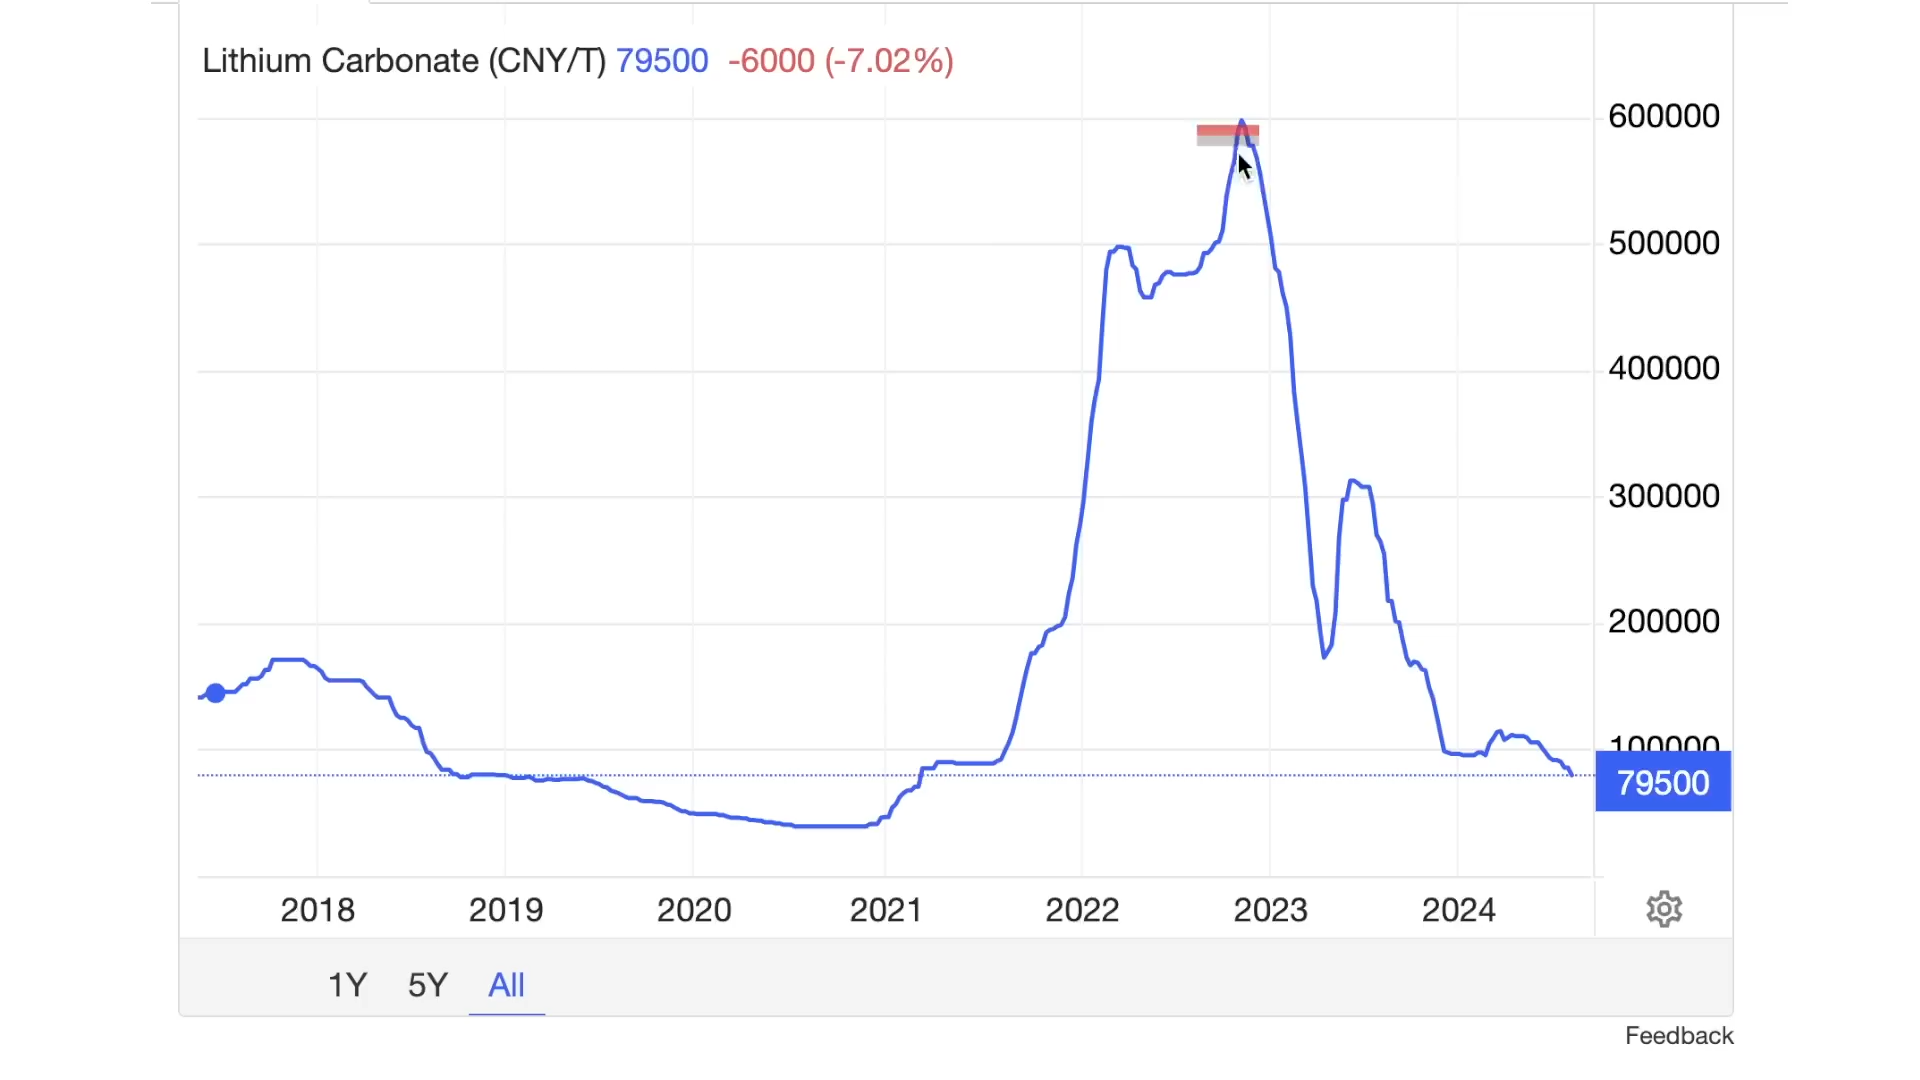 Lithium Carbonate (CNY/T) 79500 -6000 (-7.02%)
600000
500000
400000
300000
200000
100000
79500
2018 2019 2020 2021 2022 2023 2024
1Y 5Y All
Feedback